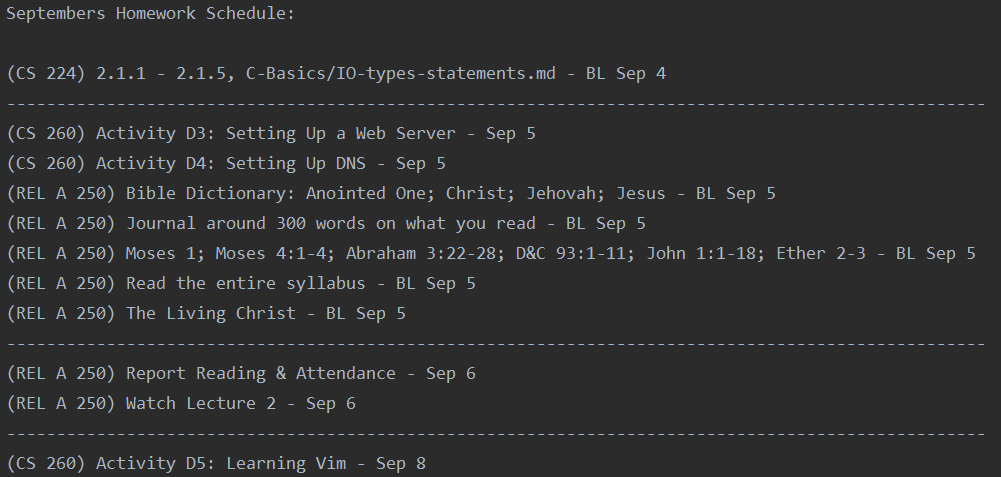 Septembers Homework Schedule:
(CS 224) 2.1.1 - 2.1.5, C-Basics/IO-types-statements.md - BL Sep 4
--------------------------------------------------------------------------------------------------
(CS 260) Activity D3: Setting Up a Web Server - Sep 5
(CS 260) Activity D4: Setting Up DNS - Sep 5
(REL A 250) Bible Dictionary: Anointed One; Christ; Jehovah; Jesus - BL Sep 5
(REL A 250) Journal around 300 words on what you read - BL Sep 5
(REL A 250) Moses 1; Moses 4:1-4; Abraham 3:22-28; D&C 93:1-11; John 1:1-18; Ether 2-3 - BL Sep 5
(REL A 250) Read the entire syllabus - BL Sep 5
(REL A 250) The Living Christ - BL Sep 5
--------------------------------------------------------------------------------------------------
(REL A 250) Report Reading & Attendance - Sep 6
(REL A 250) Watch Lecture 2 - Sep 6
--------------------------------------------------------------------------------------------------
(CS 260) Activity D5: Learning Vim - Sep 8